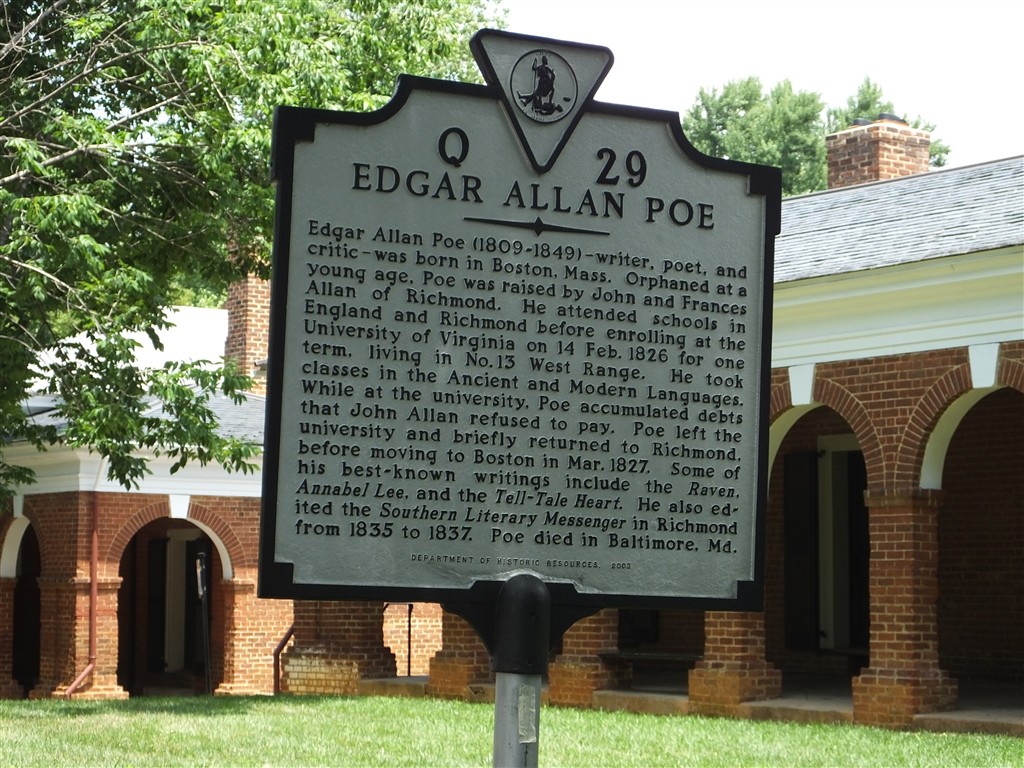 Q 29
EDGAR ALLAN POE
Edgar Allan Poe (1809-1849)–writer, poet, and
critic–was born in Boston, Mass. Orphaned at a
young age, Poe was raised by John and Frances
Allan of Richmond. He attended schools in
England and Richmond before enrolling at the
University of Virginia on 14 Feb. 1826 for one
term, living in No. 13 West Range. He took
classes in the Ancient and Modern Languages.
While at the university, Poe accumulated debts
that John Allan refused to pay. Poe left the
university and briefly returned to Richmond,
before moving to Boston in Mar. 1827. Some of
his best-known writings include the Raven,
Annabel Lee, and the Tell-Tale Heart. He also ed-
ited the Southern Literary Messenger in Richmond
from 1835 to 1837. Poe died in Baltimore, Md.
DEPARTMENT OF HISTORIC RESOURCES, 2003